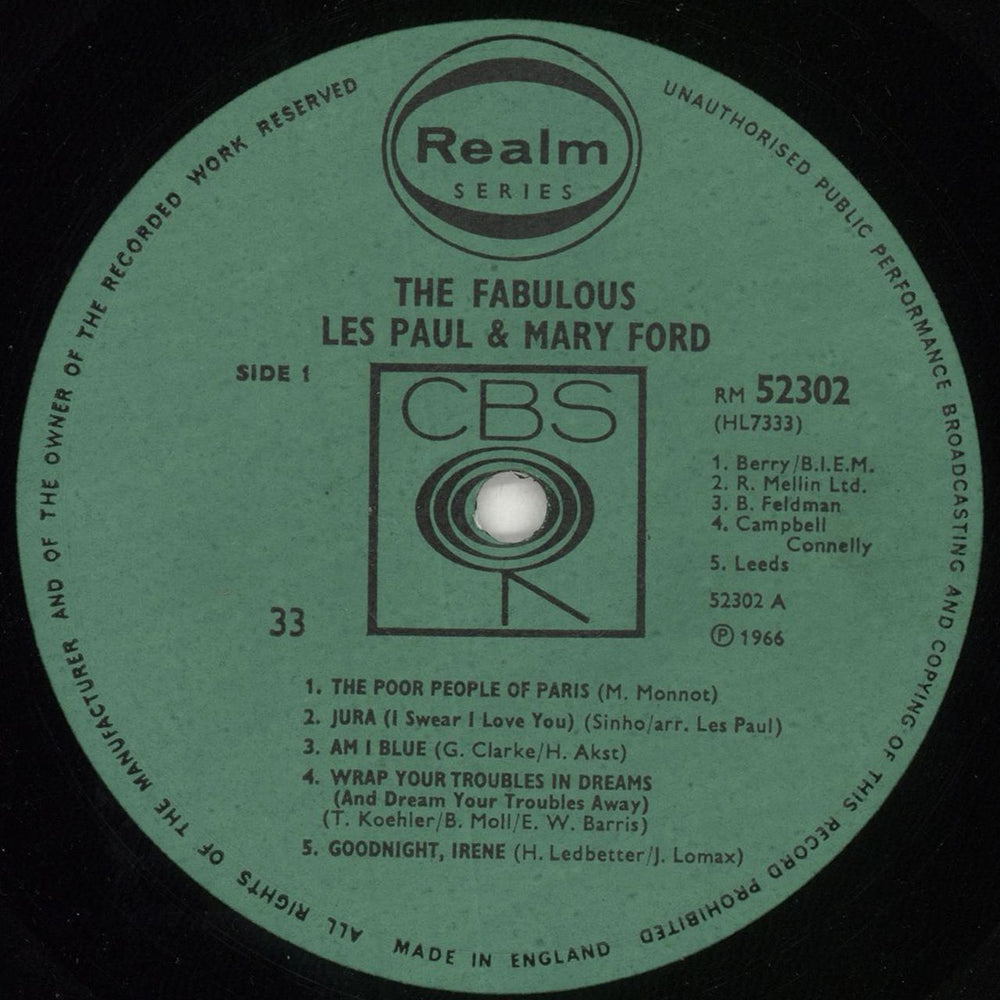 Realm
SERIES
THE FABULOUS
LES PAUL & MARY FORD
SIDE 1
CBS
RM 52302
(HL7333)
1. Berry/B.I.E.M.
2. R. Mellin Ltd.
3. B. Feldman
4. Campbell
Connelly
5. Leeds
52302 A
Ⓟ 1966
33
1. THE POOR PEOPLE OF PARIS (M. Monnot)
2. JURA (I Swear I Love You) (Sinho/arr. Les Paul)
3. AM I BLUE (G. Clarke/H. Akst)
4. WRAP YOUR TROUBLES IN DREAMS
(And Dream Your Troubles Away)
(T. Koehler/B. Moll/E. W. Barris)
5. GOODNIGHT, IRENE (H. Ledbetter/J. Lomax)
ALL RIGHTS OF THE MANUFACTURER AND OF THE OWNER OF THE RECORDED WORK RESERVED
UNAUTHORISED PUBLIC PERFORMANCE BROADCASTING AND COPYING OF THIS RECORD PROHIBITED
MADE IN ENGLAND